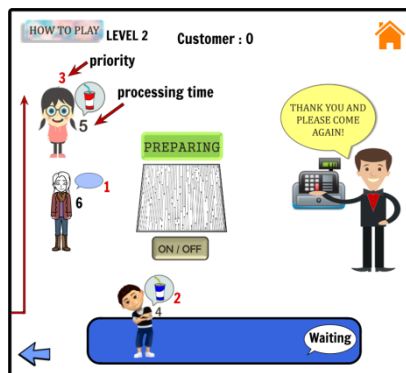 HOW TO PLAY
LEVEL 2
Customer : 0
3
priority
processing time
5
THANK YOU AND
PLEASE COME
AGAIN!
PREPARING
1
6
ON / OFF
2
4
Waiting